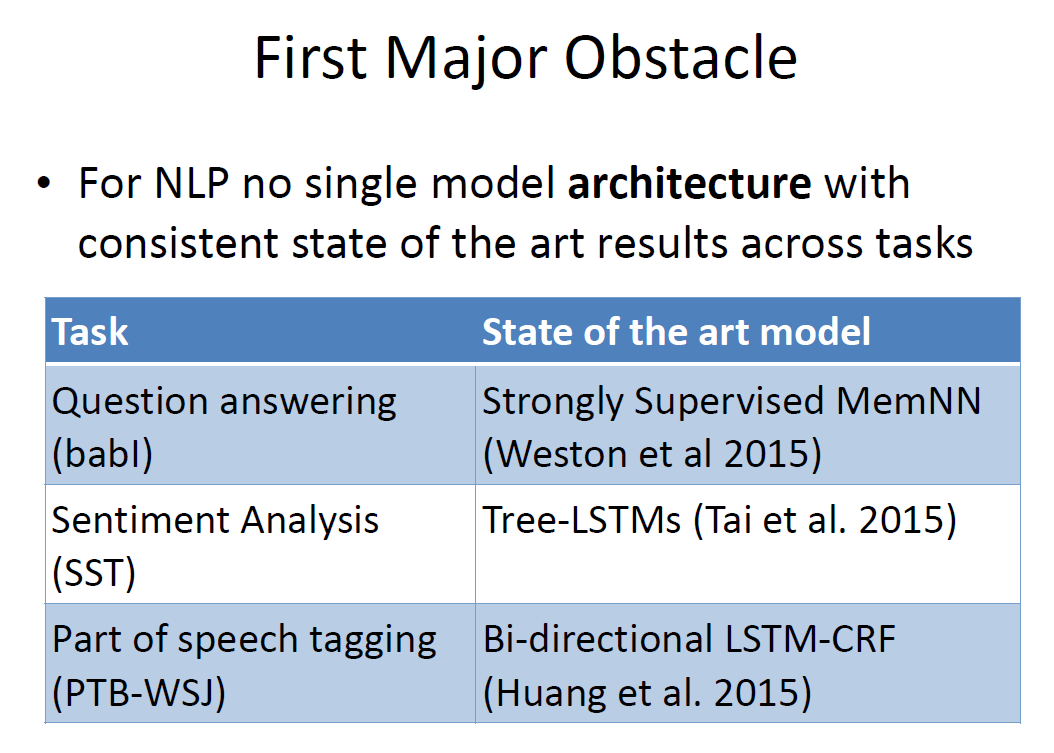 First Major Obstacle
• For NLP no single model architecture with
consistent state of the art results across tasks
Task
State of the art model
Question answering
(babI)
Strongly Supervised MemNN
(Weston et al 2015)
Sentiment Analysis
(SST)
Tree-LSTMs (Tai et al. 2015)
Part of speech tagging
(PTB-WSJ)
Bi-directional LSTM-CRF
(Huang et al. 2015)